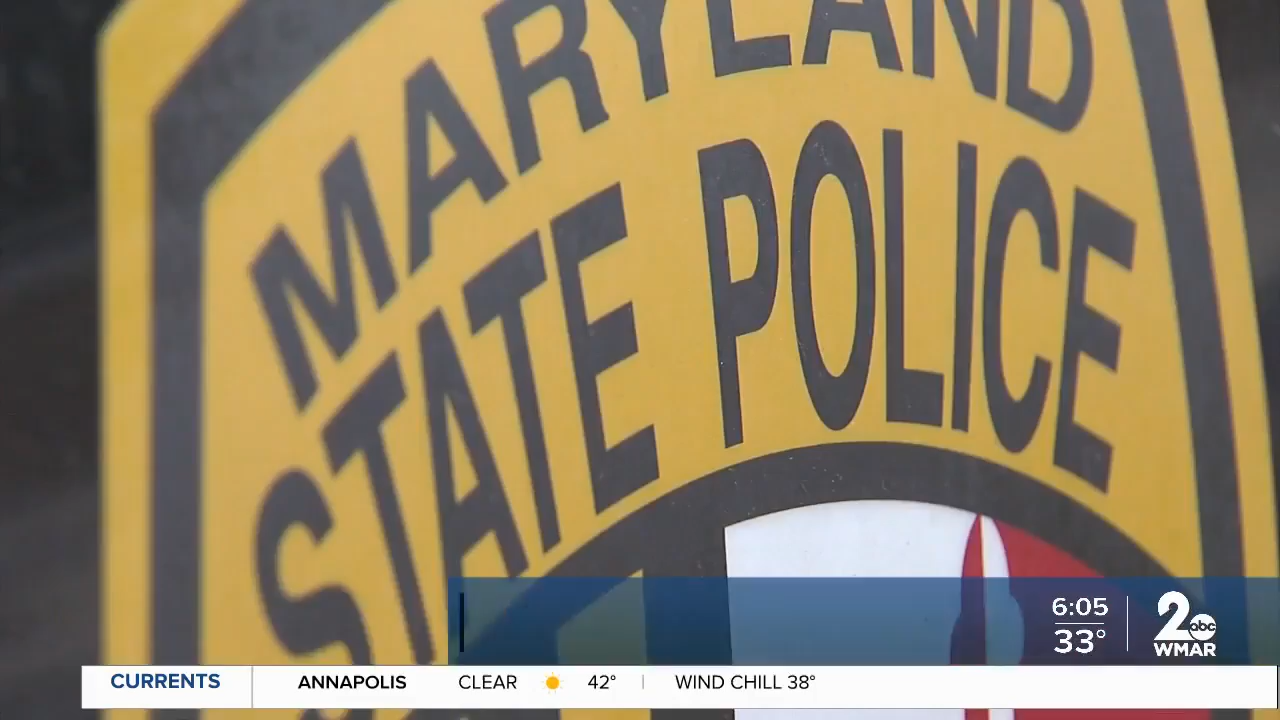 MARYLAND
STATE POLICE
6:05
33°
2 abc
WMAR
CURRENTS ANNAPOLIS CLEAR 42° WIND CHILL 38°